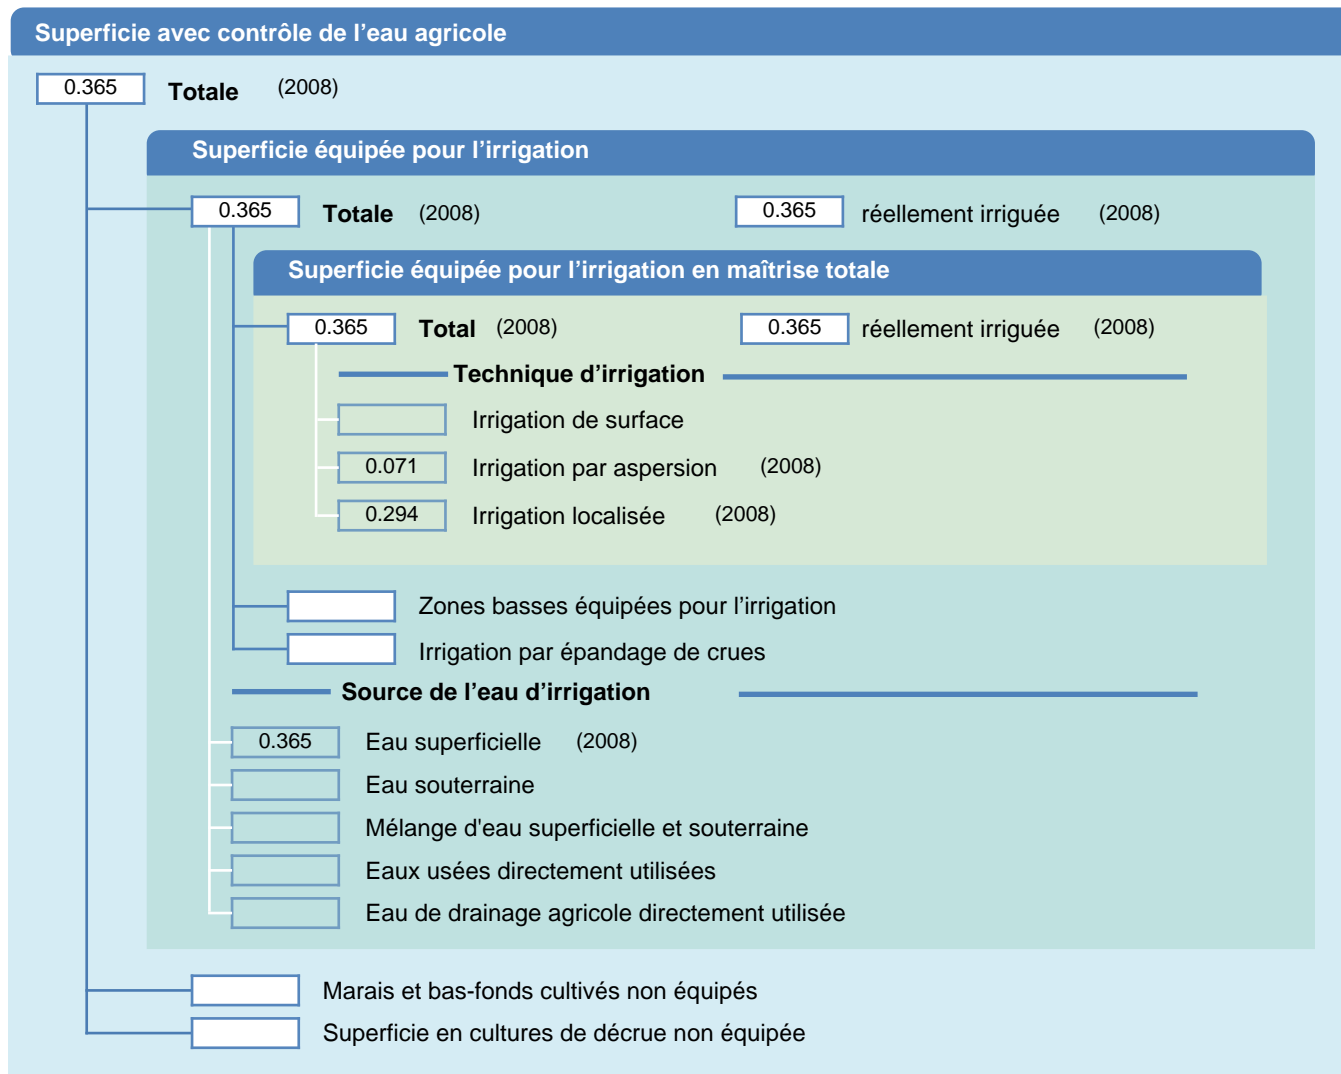 Superficie avec contrôle de l’eau agricole
0.365 Totale (2008)
Superficie équipée pour l’irrigation
0.365 Totale (2008) 0.365 réellement irriguée (2008)
Superficie équipée pour l’irrigation en maîtrise totale
0.365 Total (2008) 0.365 réellement irriguée (2008)
Technique d’irrigation
Irrigation de surface
0.071 Irrigation par aspersion (2008)
0.294 Irrigation localisée (2008)
Zones basses équipées pour l’irrigation
Irrigation par épandage de crues
Source de l’eau d’irrigation
0.365 Eau superficielle (2008)
Eau souterraine
Mélange d'eau superficielle et souterraine
Eaux usées directement utilisées
Eau de drainage agricole directement utilisée
Marais et bas-fonds cultivés non équipés
Superficie en cultures de décrue non équipée